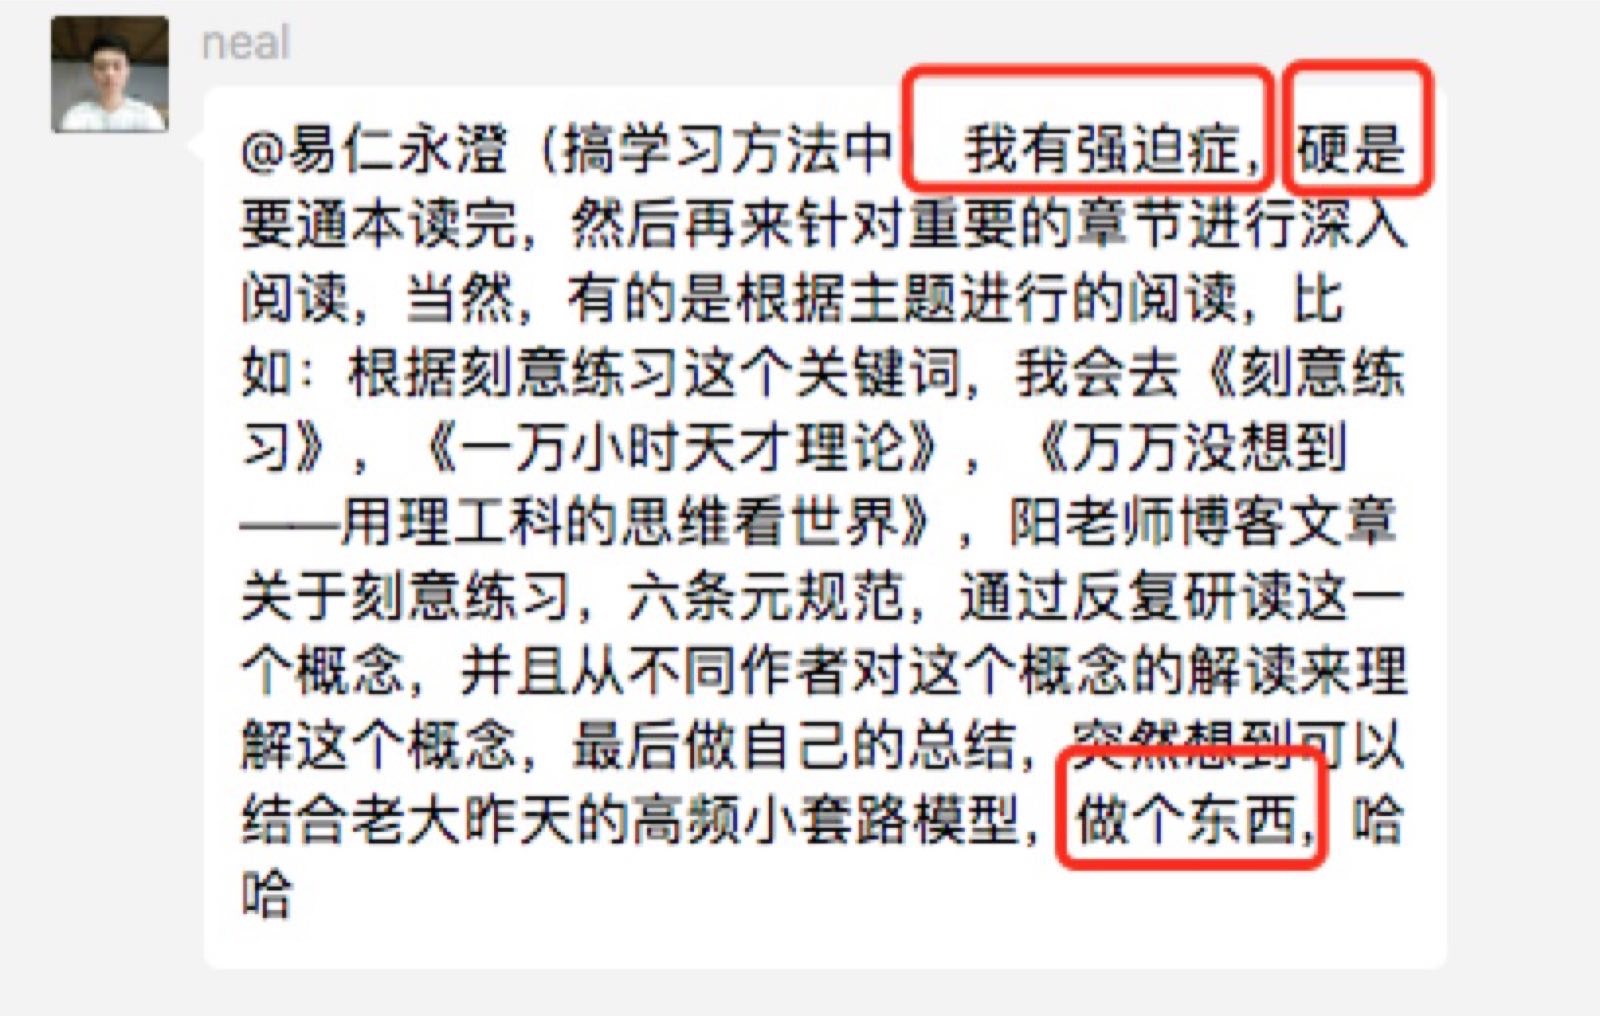 neal
@易仁永澄（搞学习方法中 我有强迫症，硬是
要通本读完，然后再来针对重要的章节进行深入
阅读，当然，有的是根据主题进行的阅读，比
如：根据刻意练习这个关键词，我会去《刻意练
习》，《一万小时天才理论》，《万万没想到
——用理工科的思维看世界》，阳老师博客文章
关于刻意练习，六条元规范，通过反复研读这一
个概念，并且从不同作者对这个概念的解读来理
解这个概念，最后做自己的总结，突然想到可以
结合老大昨天的高频小套路模型，做个东西，哈
哈